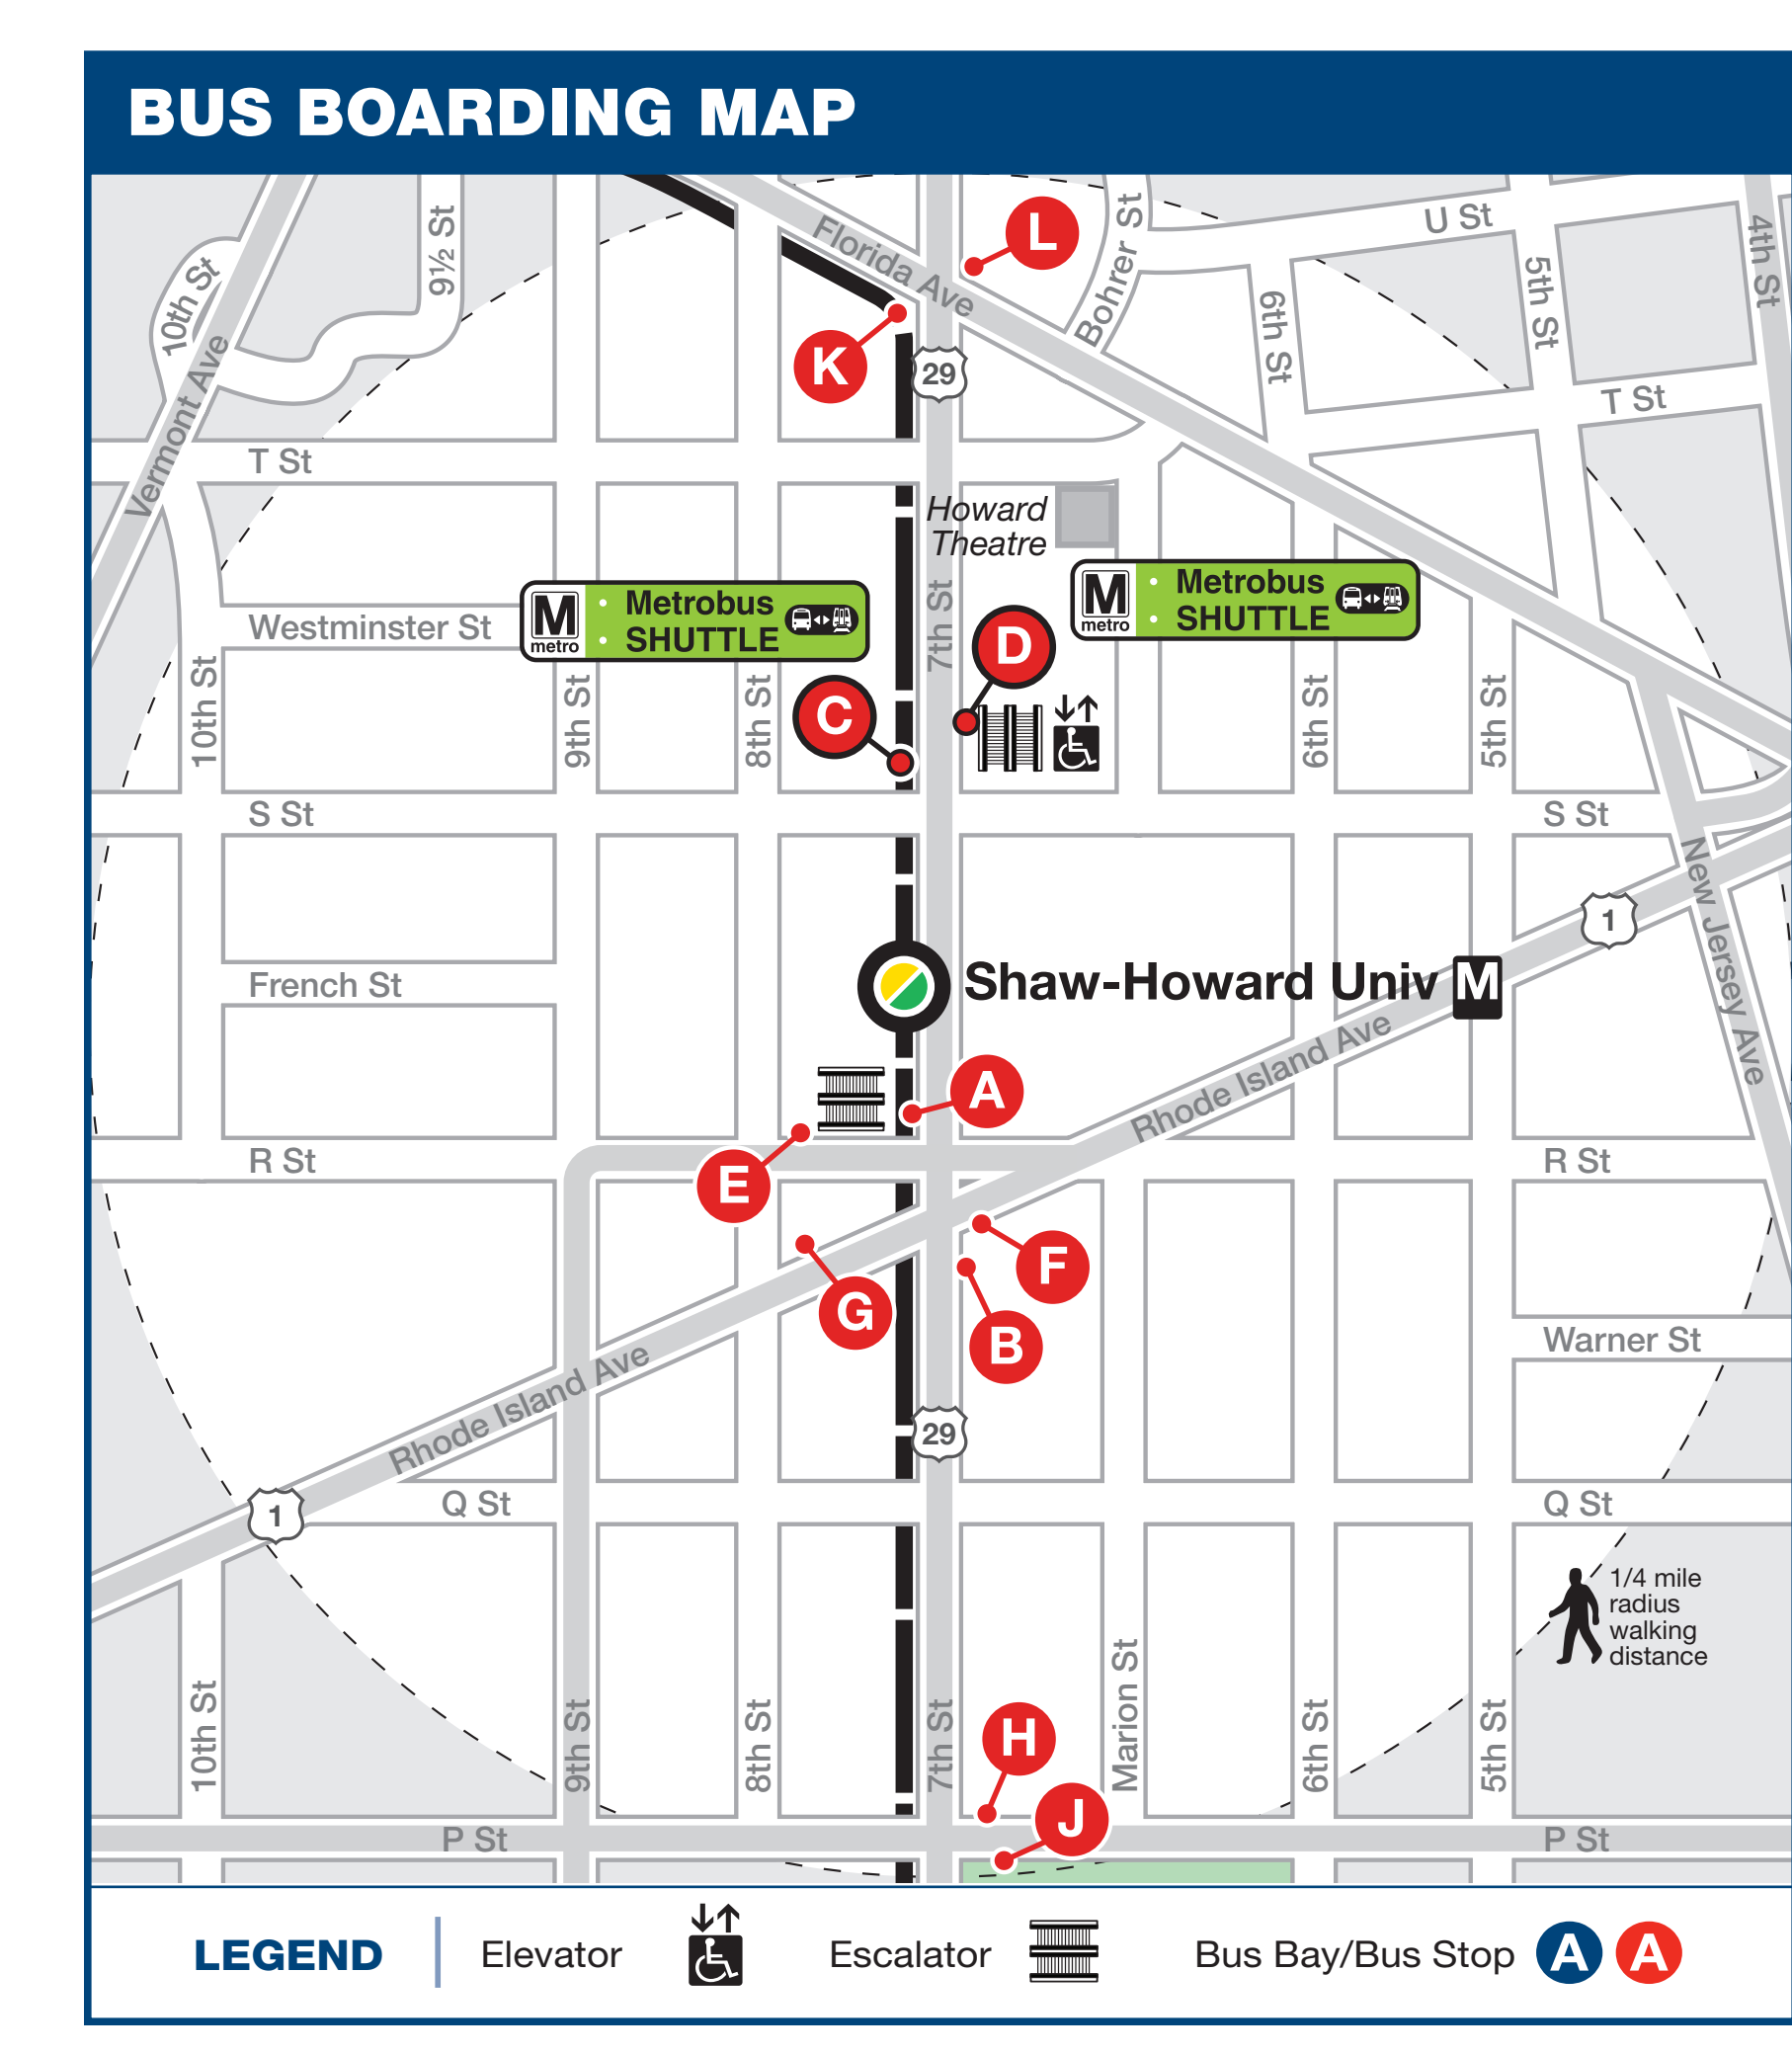 BUS BOARDING MAP
L
U St
4th St
9½ St
10th St
Florida Ave
Bohrer St
6th St
5th St
K
29
Vermont Ave
T St
T St
Howard
Theatre
M
metro
Metrobus
SHUTTLE
M
metro
Metrobus
SHUTTLE
Westminster St
7th St
D
C
10th St
9th St
8th St
6th St
5th St
S St
S St
New Jersey Ave
1
French St
Shaw-Howard Univ M
Rhode Island Ave
A
R St
R St
E
F
G
B
Warner St
Rhode Island Ave
29
1
Q St
Q St
1/4 mile
radius
walking
distance
10th St
9th St
8th St
7th St
Marion St
6th St
5th St
H
J
P St
P St
LEGEND
Elevator
Escalator
Bus Bay/Bus Stop A A